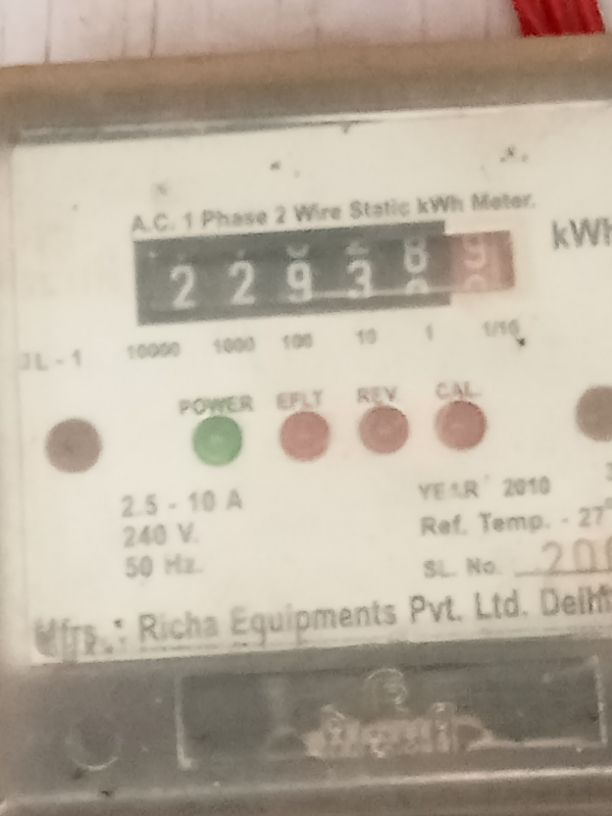 A.C. 1 Phase 2 Wire Static kWh Meter.
2 2 9 3 8 9 kWh
10000 1000 100 10 1 1/10
POWER EFLT REV CAL.
2.5 - 10 A
240 V.
50 Hz.
YEAR 2010
Ref. Temp. - 27°
SL. No. 200
Mfrs.: Richa Equipments Pvt. Ltd. Delhi